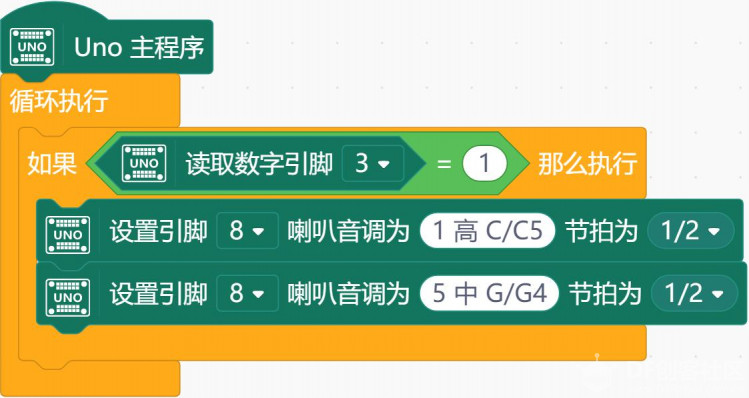 UNO Uno 主程序
循环执行
如果 UNO 读取数字引脚 3 = 1 那么执行
UNO 设置引脚 8 喇叭音调为 1 高 C/C5 节拍为 1/2
UNO 设置引脚 8 喇叭音调为 5 中 G/G4 节拍为 1/2